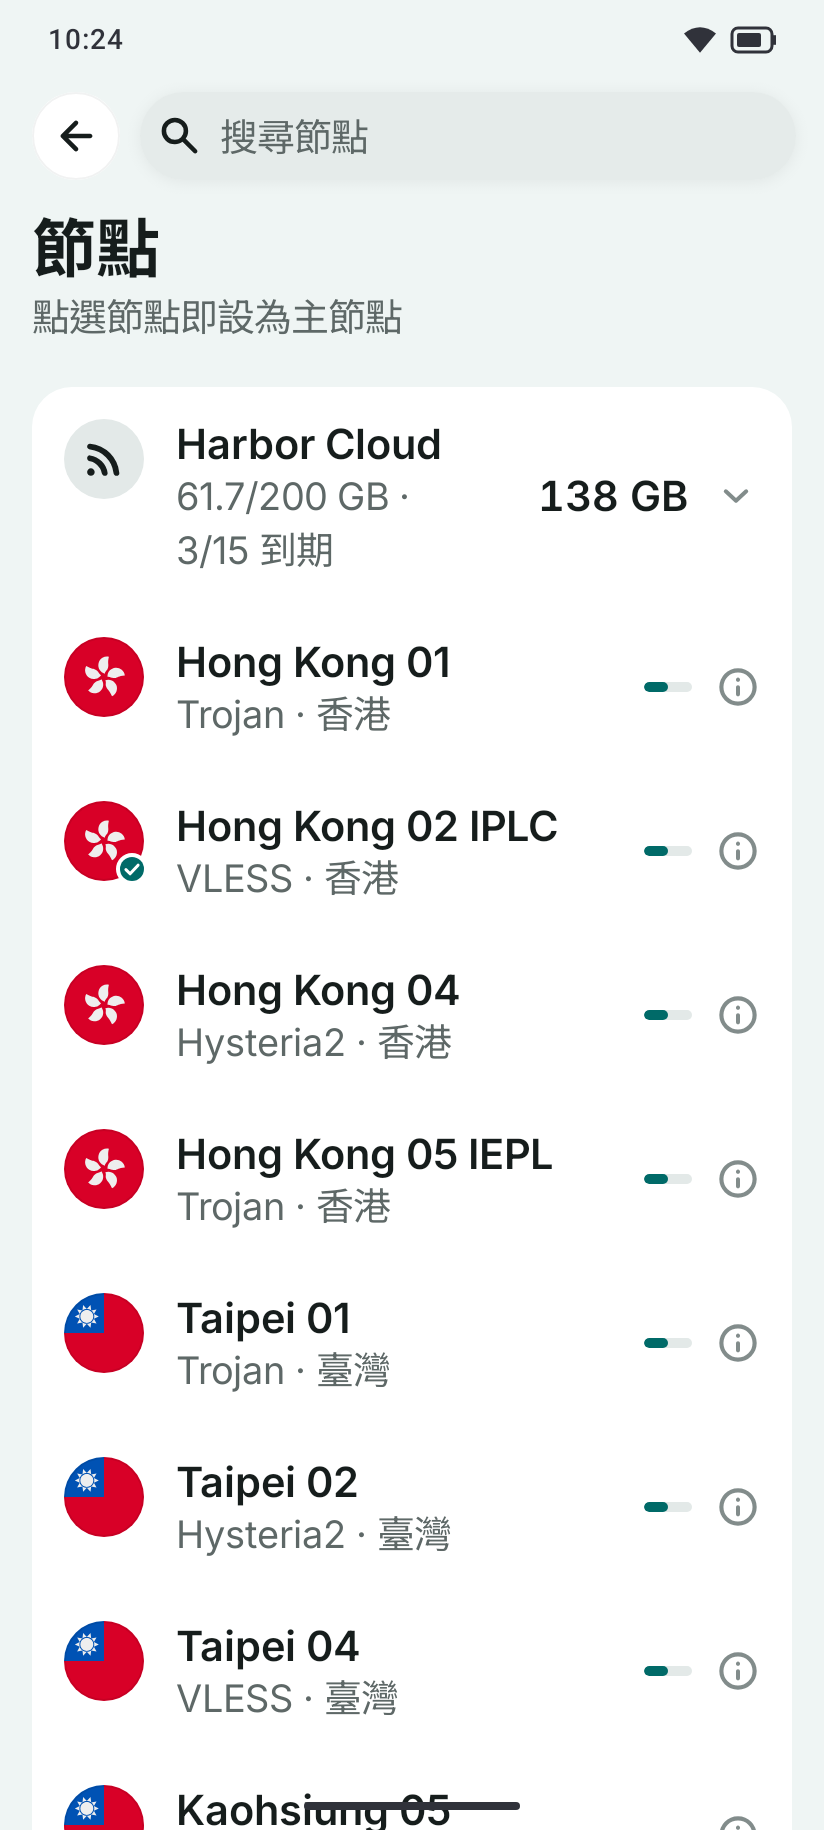 10:24
搜尋節點
節點
點選節點即設為主節點
Harbor Cloud
61.7/200 GB ·
3/15 到期
138 GB
Hong Kong 01
Trojan · 香港
Hong Kong 02 IPLC
VLESS · 香港
Hong Kong 04
Hysteria2 · 香港
Hong Kong 05 IEPL
Trojan · 香港
Taipei 01
Trojan · 臺灣
Taipei 02
Hysteria2 · 臺灣
Taipei 04
VLESS · 臺灣
Kaohsiung 05